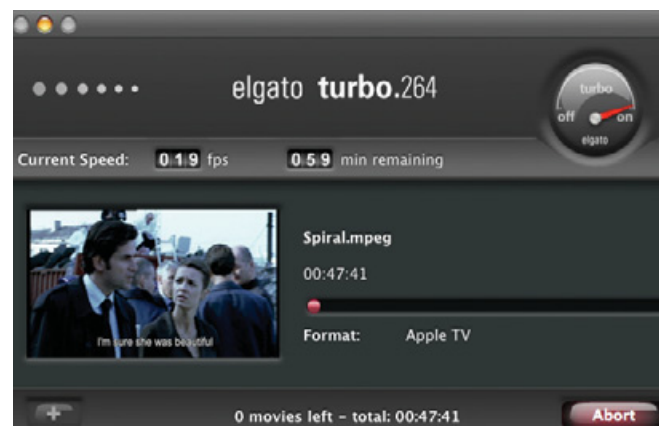 elgato turbo.264
turbo
off on
elgato
Current Speed: 019 fps 059 min remaining
Spiral.mpeg
00:47:41
I'm sure she was beautiful
Format: Apple TV
+
0 movies left – total: 00:47:41
Abort